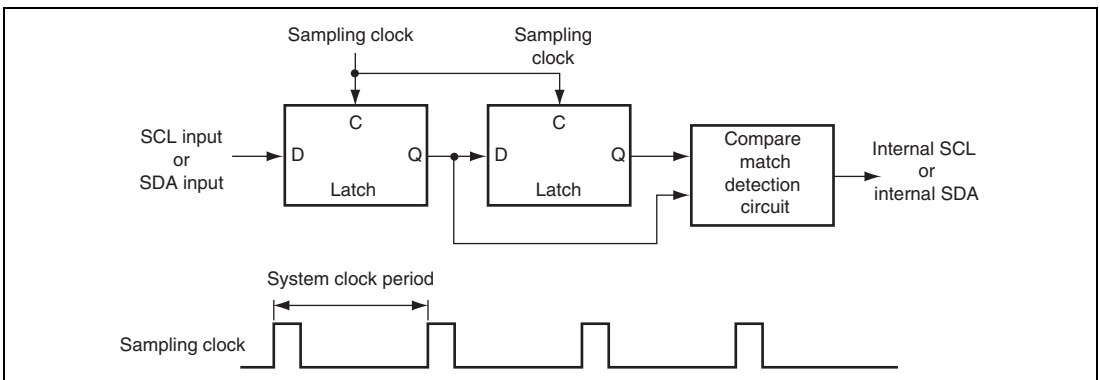 Sampling clock
Sampling
clock
C
C
SCL input
or
SDA input
D
Q
D
Q
Latch
Latch
Compare
match
detection
circuit
Internal SCL
or
internal SDA
System clock period
Sampling clock